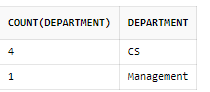 COUNT(DEPARTMENT) DEPARTMENT
4 CS
1 Management